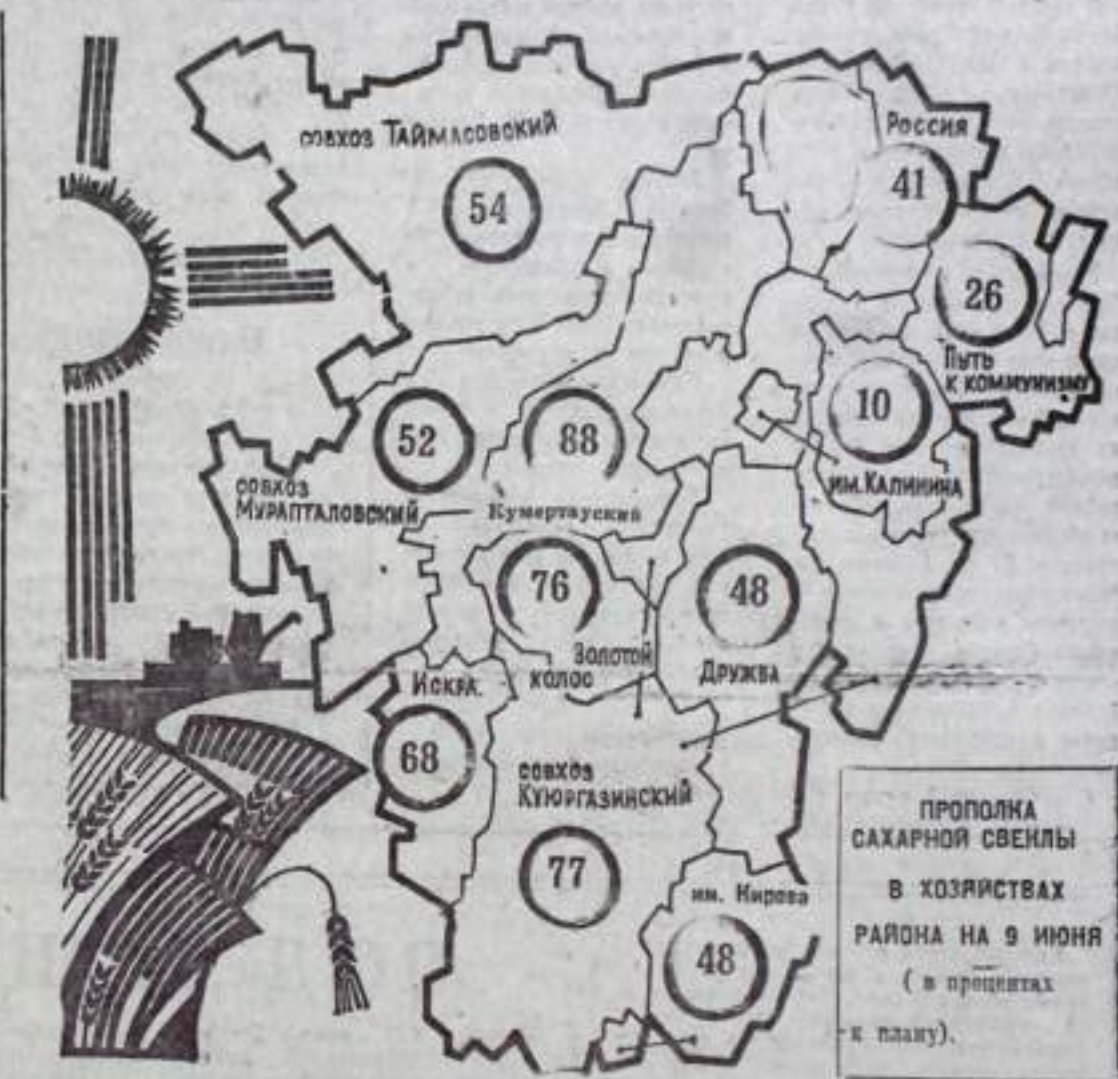 совхоз Таймасовский
54
Россия
41
26
Путь
к коммунизму
10
им. Калинина
52
совхоз
Мурапталовский
88
Кумертауский
76
Золотой
колос
48
Дружба
Искра.
68
совхоз
Куюргазинский
77
им. Кирова
48
ПРОПОЛКА
САХАРНОЙ СВЕКЛЫ
В ХОЗЯЙСТВАХ
РАЙОНА НА 9 ИЮНЯ
( в процентах
к плану).